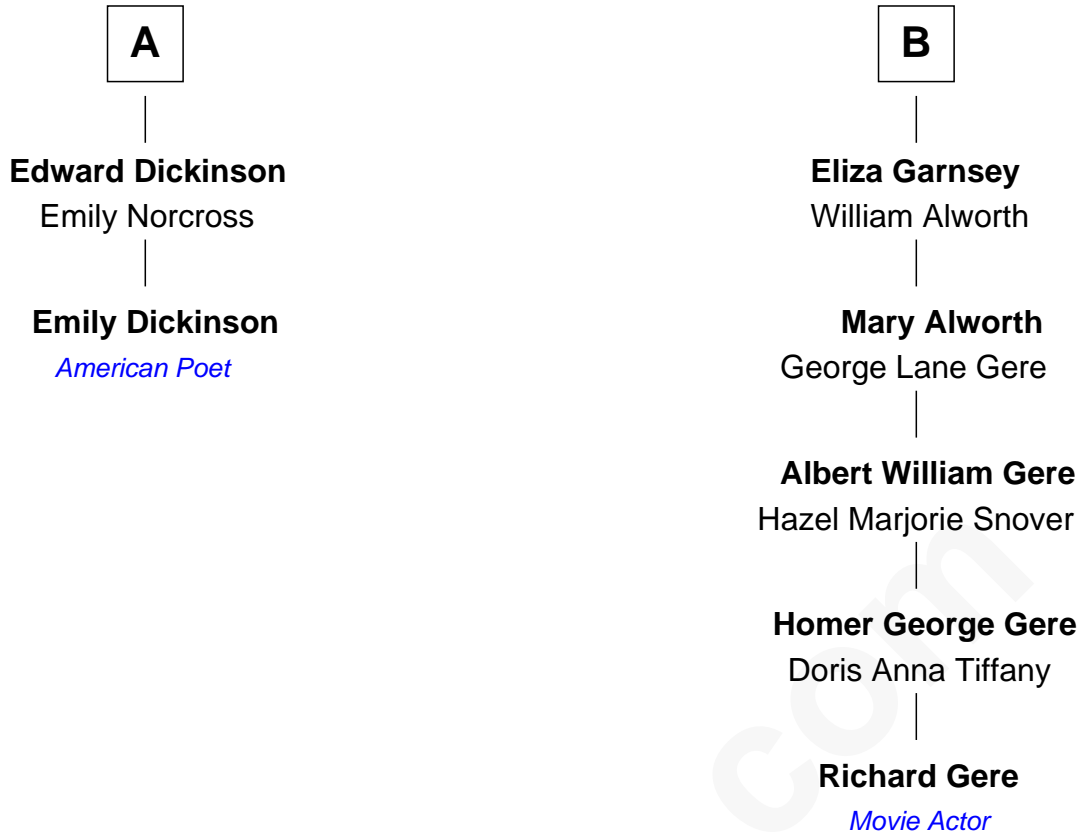 A
Edward Dickinson
Emily Norcross
Emily Dickinson
American Poet
B
Eliza Garnsey
William Alworth
Mary Alworth
George Lane Gere
Albert William Gere
Hazel Marjorie Snover
Homer George Gere
Doris Anna Tiffany
Richard Gere
Movie Actor
com